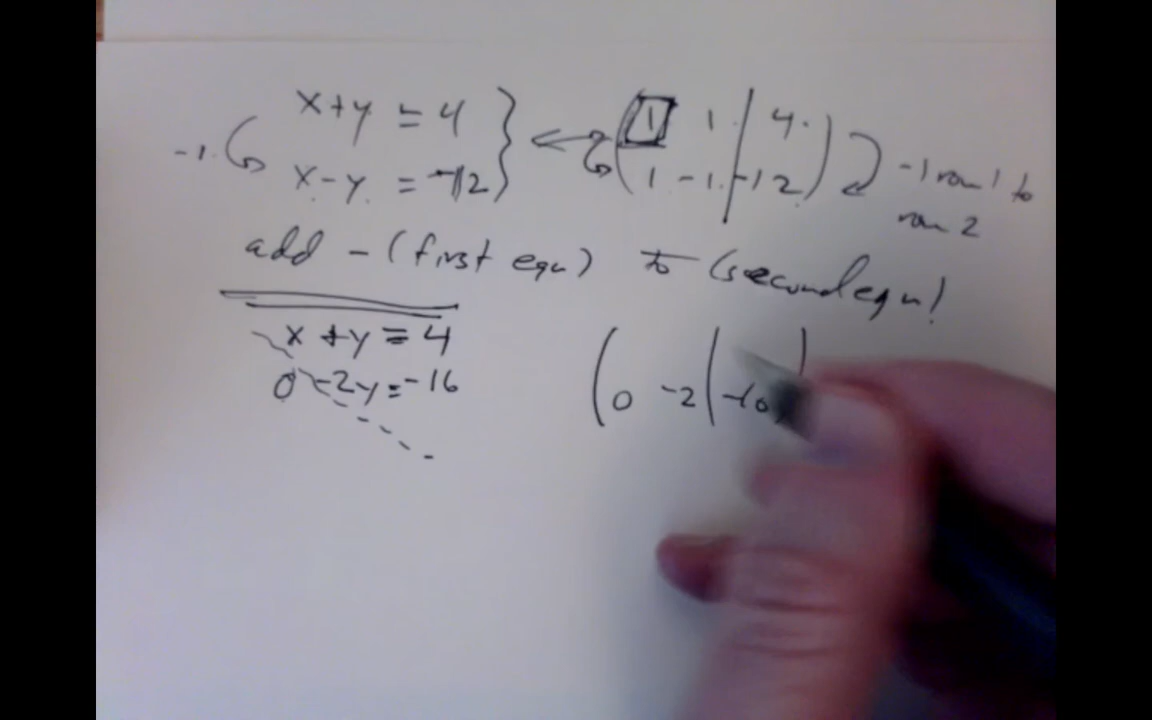 x+y = 4 } ← ( 1 1 | 4 )
-1 x-y = -12 ( 1 -1 | -12 ) -1 row 1 to
row 2
add -(first eqn) to (second eqn!
x+y=4
0 -2y=-16 ( 0 -2 | -16 )